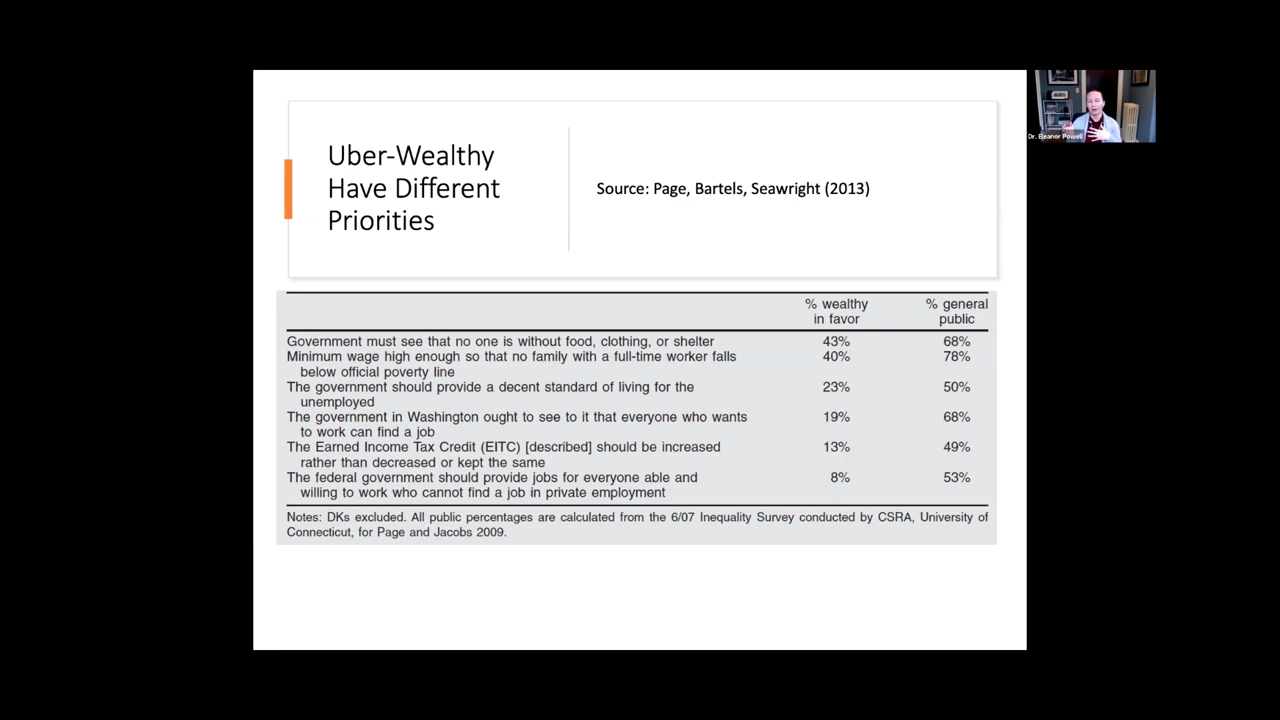 Uber-Wealthy
Have Different
Priorities
Source: Page, Bartels, Seawright (2013)
Dr. Eleanor Powell
% wealthy % general
in favor public
Government must see that no one is without food, clothing, or shelter 43% 68%
Minimum wage high enough so that no family with a full-time worker falls 40% 78%
below official poverty line
The government should provide a decent standard of living for the 23% 50%
unemployed
The government in Washington ought to see to it that everyone who wants 19% 68%
to work can find a job
The Earned Income Tax Credit (EITC) [described] should be increased 13% 49%
rather than decreased or kept the same
The federal government should provide jobs for everyone able and 8% 53%
willing to work who cannot find a job in private employment
Notes: DKs excluded. All public percentages are calculated from the 6/07 Inequality Survey conducted by CSRA, University of
Connecticut, for Page and Jacobs 2009.